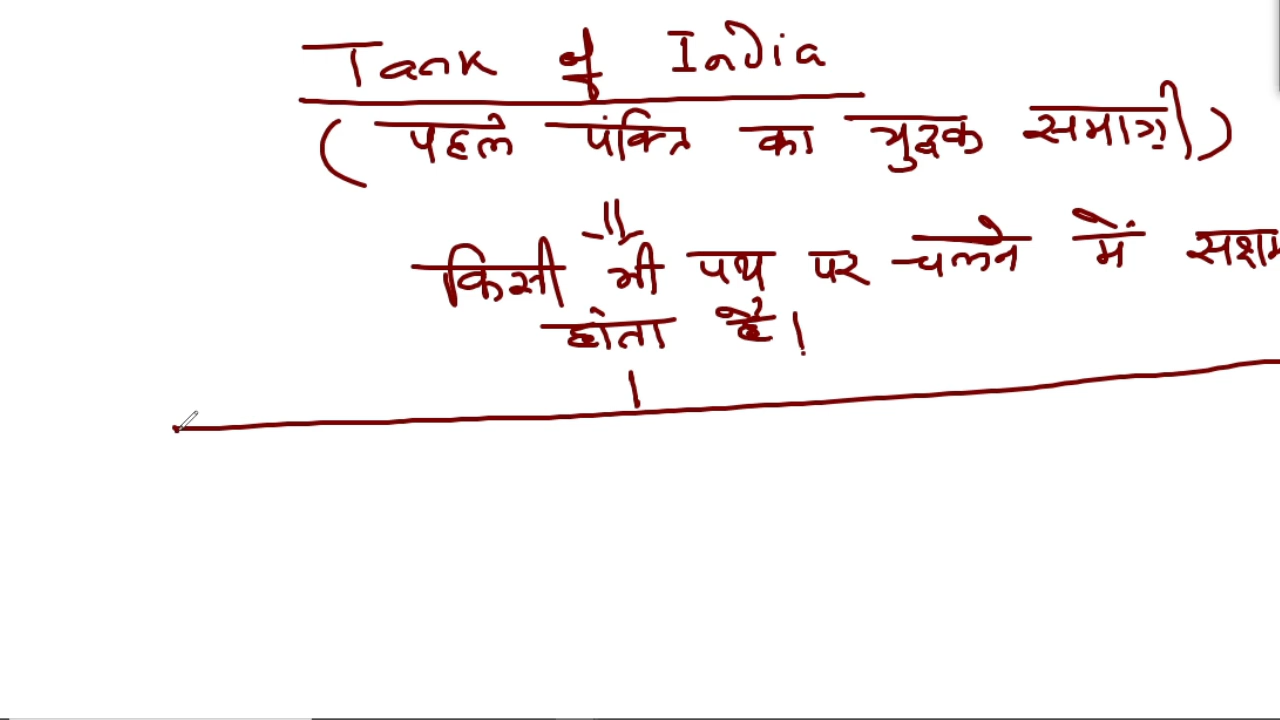 Tank of India
( पहले पंक्ति का युद्धक समाग्री )
किसी भी पथ पर चलने में
होता है।